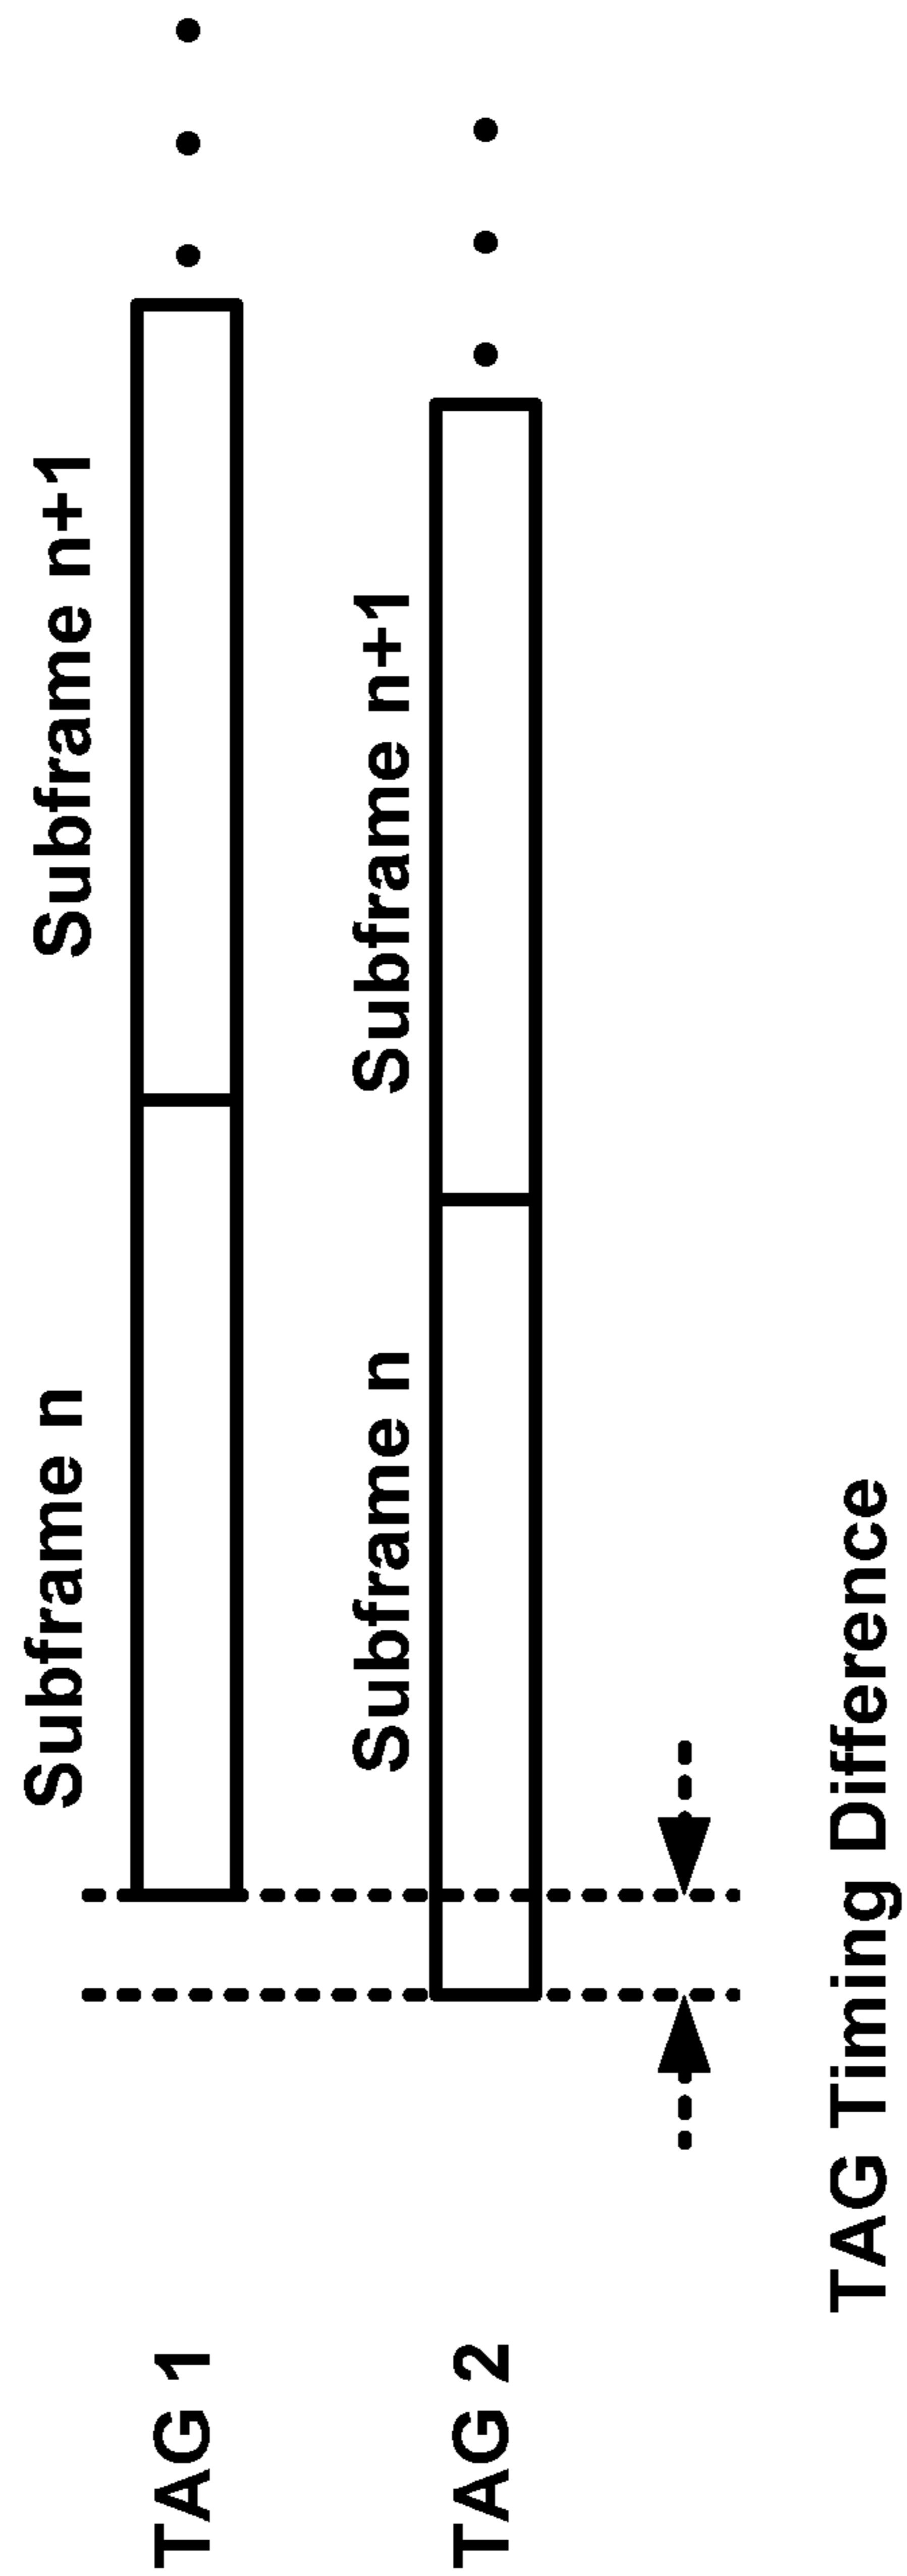 Subframe n
Subframe n+1
TAG 1
Subframe n
Subframe n+1
TAG 2
TAG Timing Difference